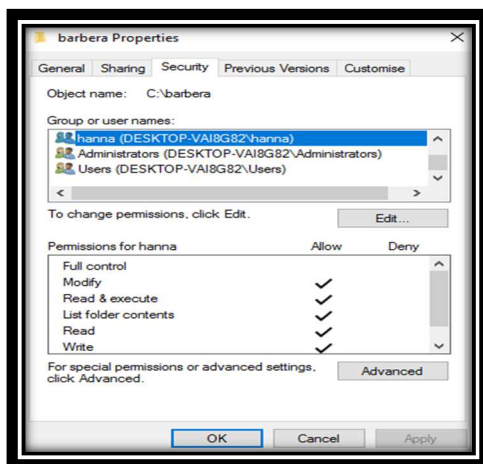 barbera Properties
General Sharing Security Previous Versions Customise
Object name: C:\barbera
Group or user names:
hanna (DESKTOP-VAI8G82\hanna)
Administrators (DESKTOP-VAI8G82\Administrators)
Users (DESKTOP-VAI8G82\Users)
To change permissions, click Edit.
Edit...
Permissions for hanna Allow Deny
Full control
Modify
Read & execute
List folder contents
Read
Write
For special permissions or advanced settings,
click Advanced.
Advanced
OK Cancel Apply